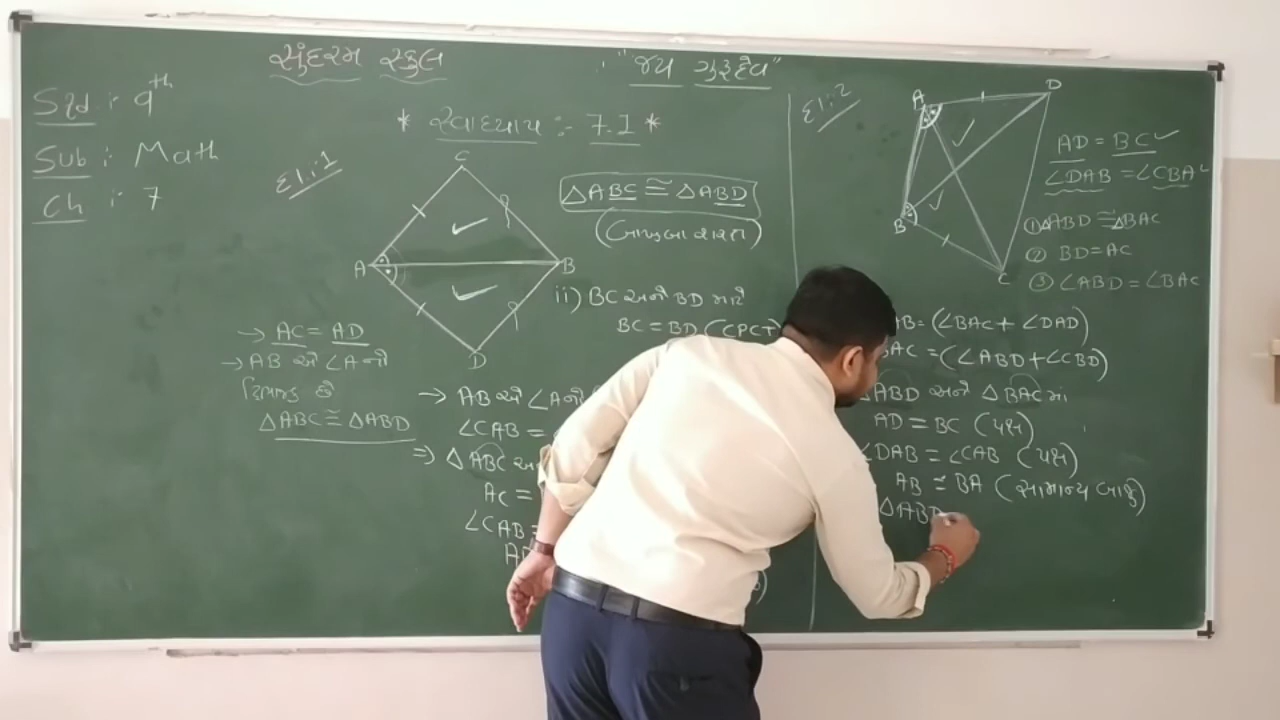 સુંદરમ સ્કુલ
"જય ગુરુદેવ"
Std : 9th
Sub : Math
Ch : 7
* સ્વાધ્યાય :- 7.1 *
દા:1
C
A
B
D
△ABC ≅ △ABD
ii) BC અને BD માટે
BC = BD (CPCT
→ AC = AD
→ AB એ ∠A નો
દ્વિભાજક છે
△ABC ≅ △ABD
→ AB એ ∠A નો
∠CAB =
⇒ △ABC અ
AC =
∠CAB =
દા:2
A
D
B
C
AD = BC ✓
∠DAB = ∠CBA
① △ABD ≅ △BAC
② BD = AC
③ ∠ABD = ∠BAC
AB = (∠BAC + ∠DAD)
BAC = (∠ABD + ∠CBD)
△ABD અને △BAC માં
AD = BC (પક્ષ)
∠DAB = ∠CAB (પક્ષ)
AB = BA (સામાન્ય બાજુ)
△ABD